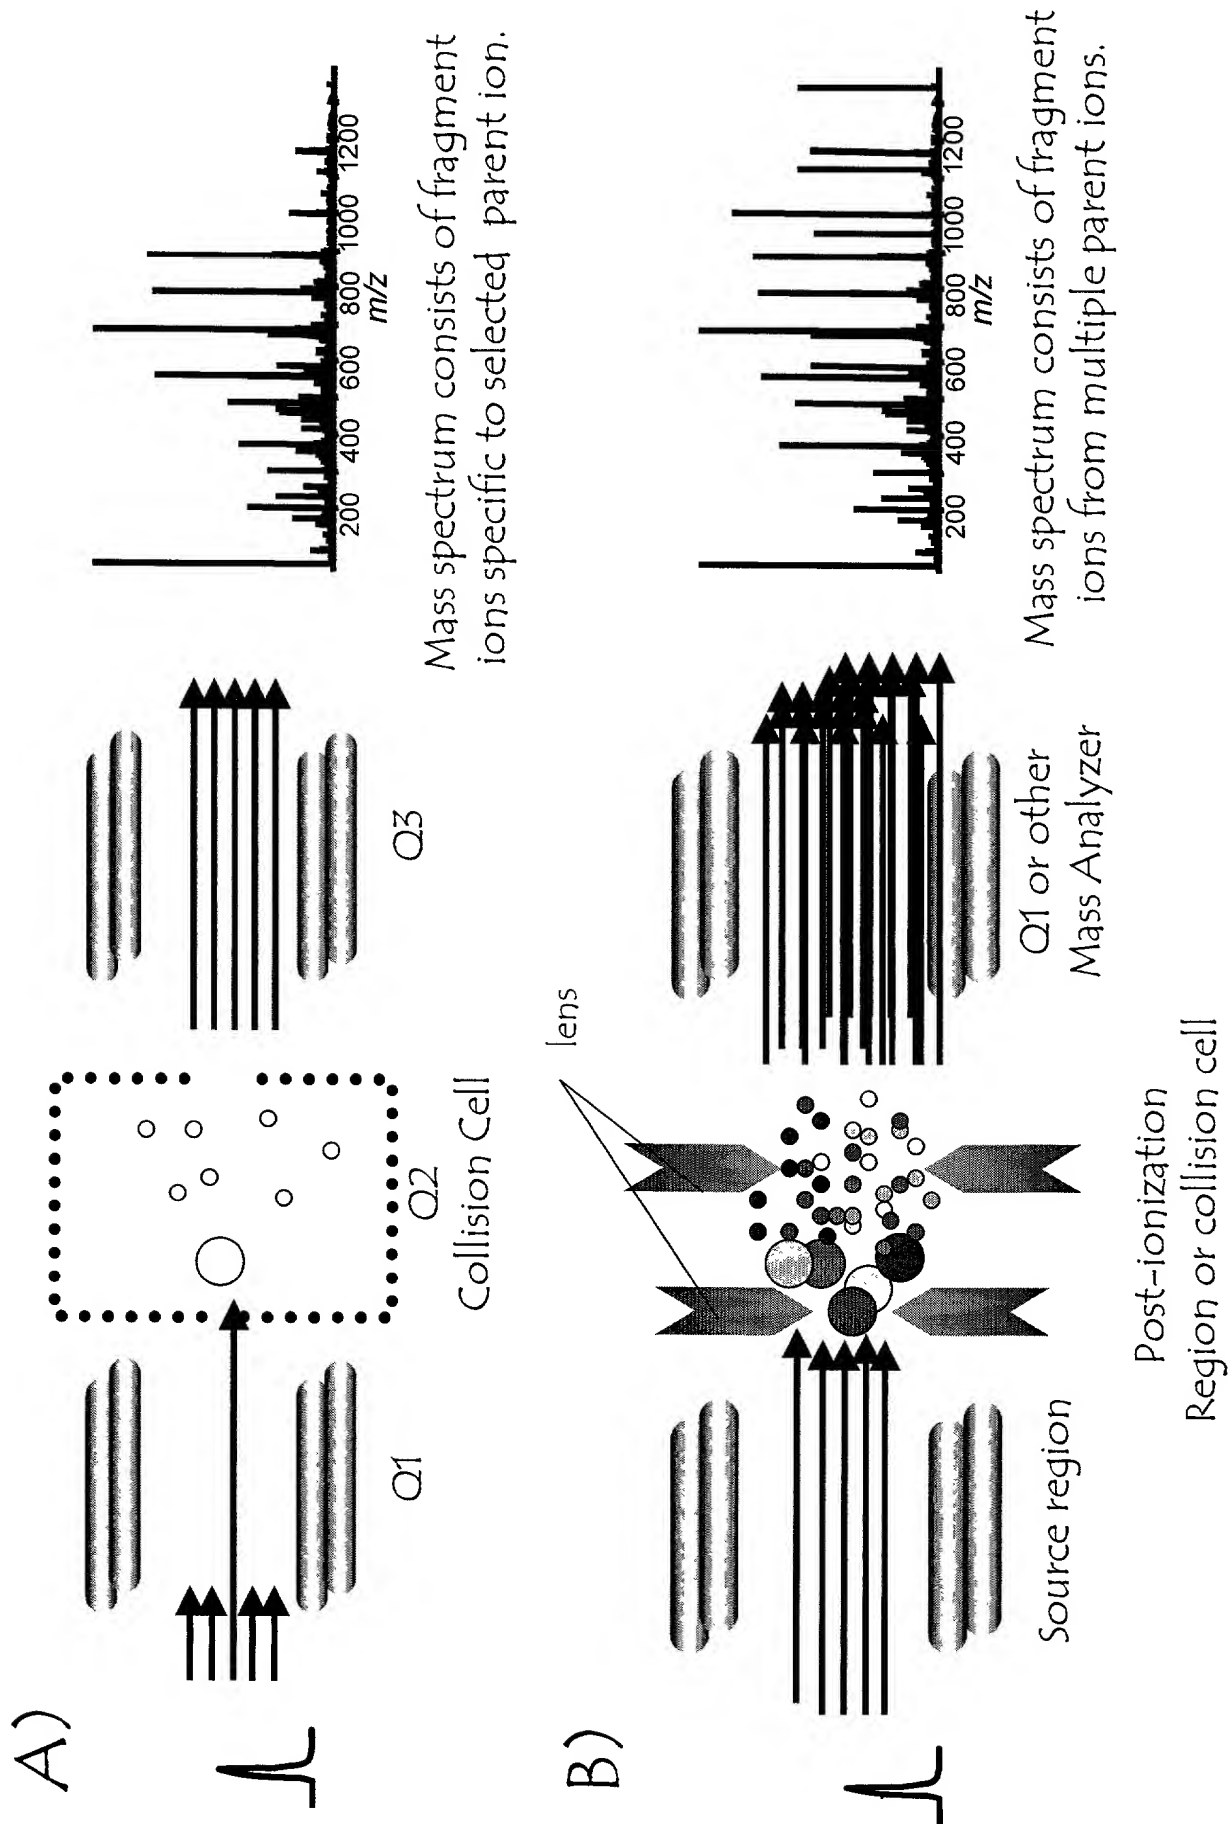 A)
Q1
Q2
Collision Cell
Q3
200 400 600 800 1000 1200
m/z
Mass spectrum consists of fragment
ions specific to selected parent ion.
B)
lens
Source region
Post-ionization
Region or collision cell
Q1 or other
Mass Analyzer
200 400 600 800 1000 1200
m/z
Mass spectrum consists of fragment
ions from multiple parent ions.